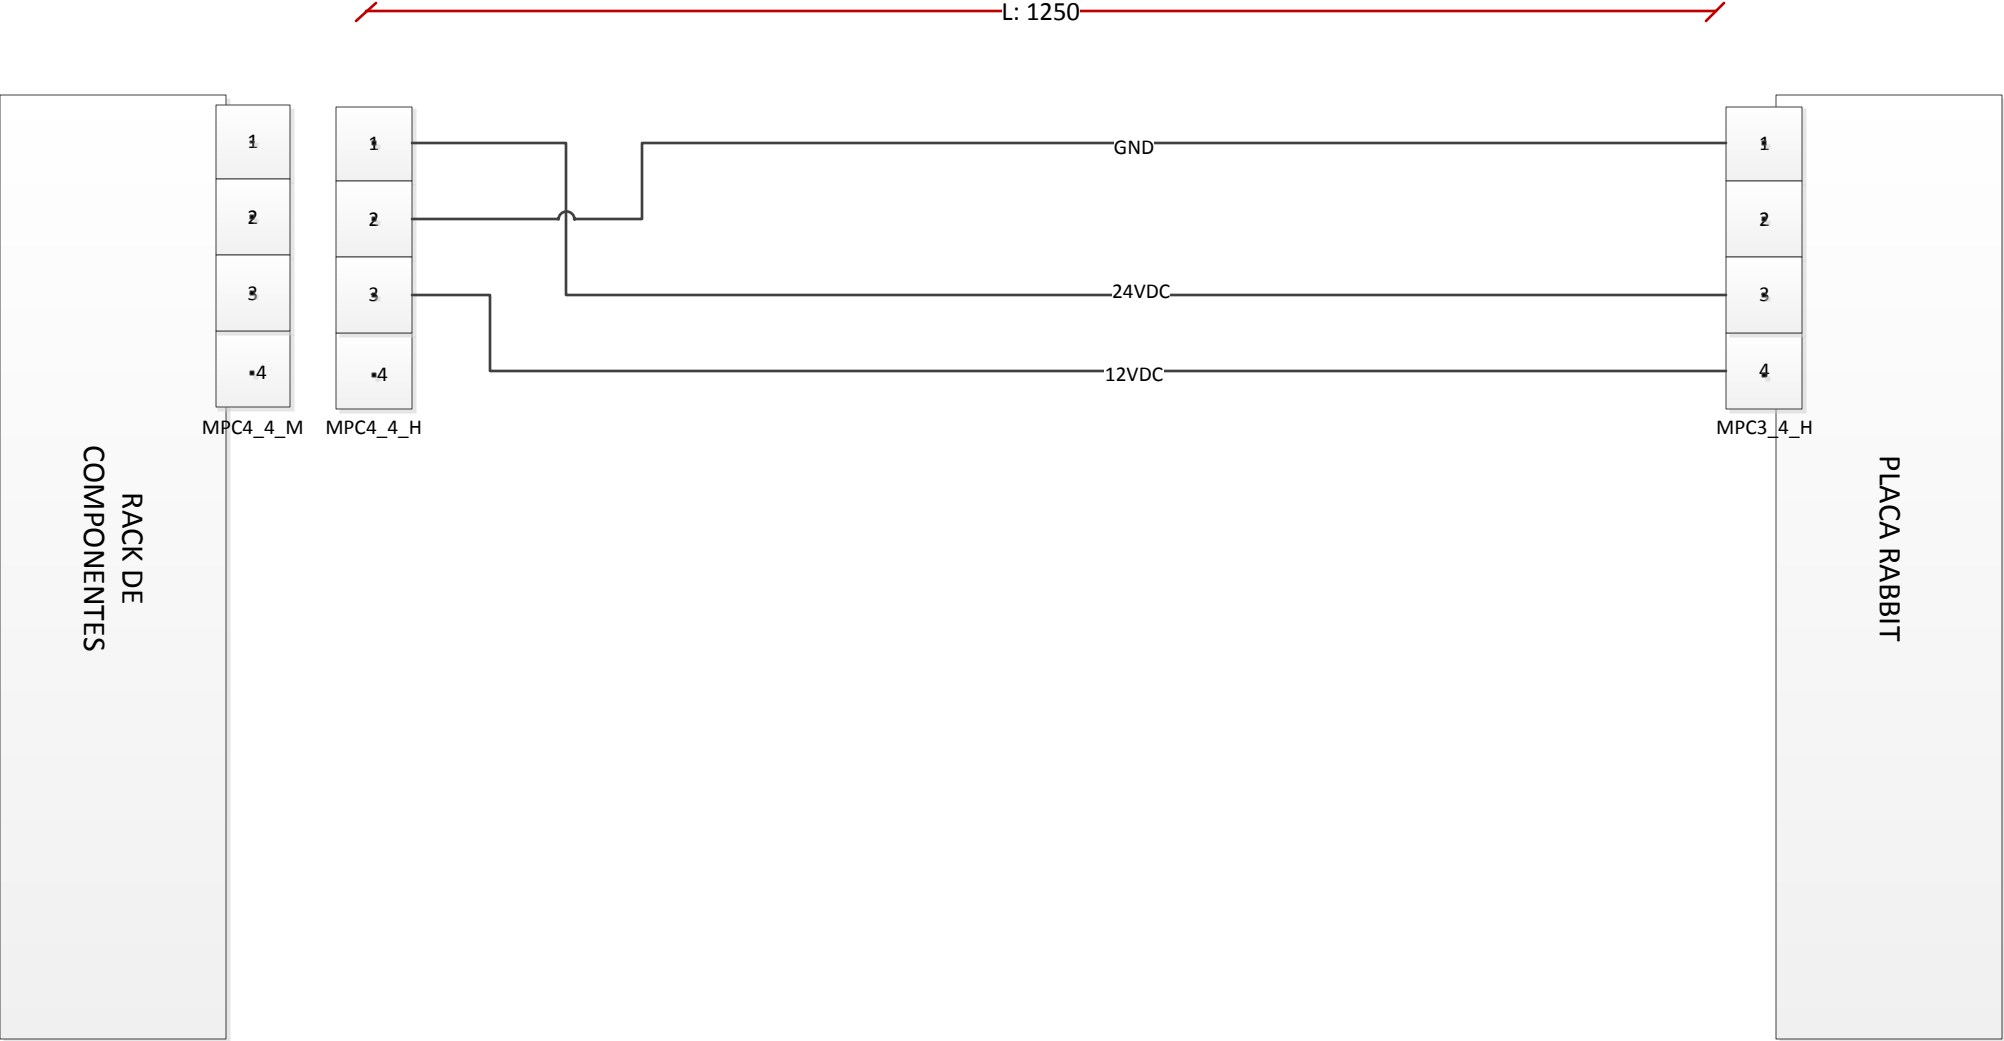 L: 1250
1
2
3
4
MPC4_4_M
1
2
3
4
MPC4_4_H
GND
24VDC
12VDC
1
2
3
4
MPC3_4_H
RACK DE
COMPONENTES
PLACA RABBIT